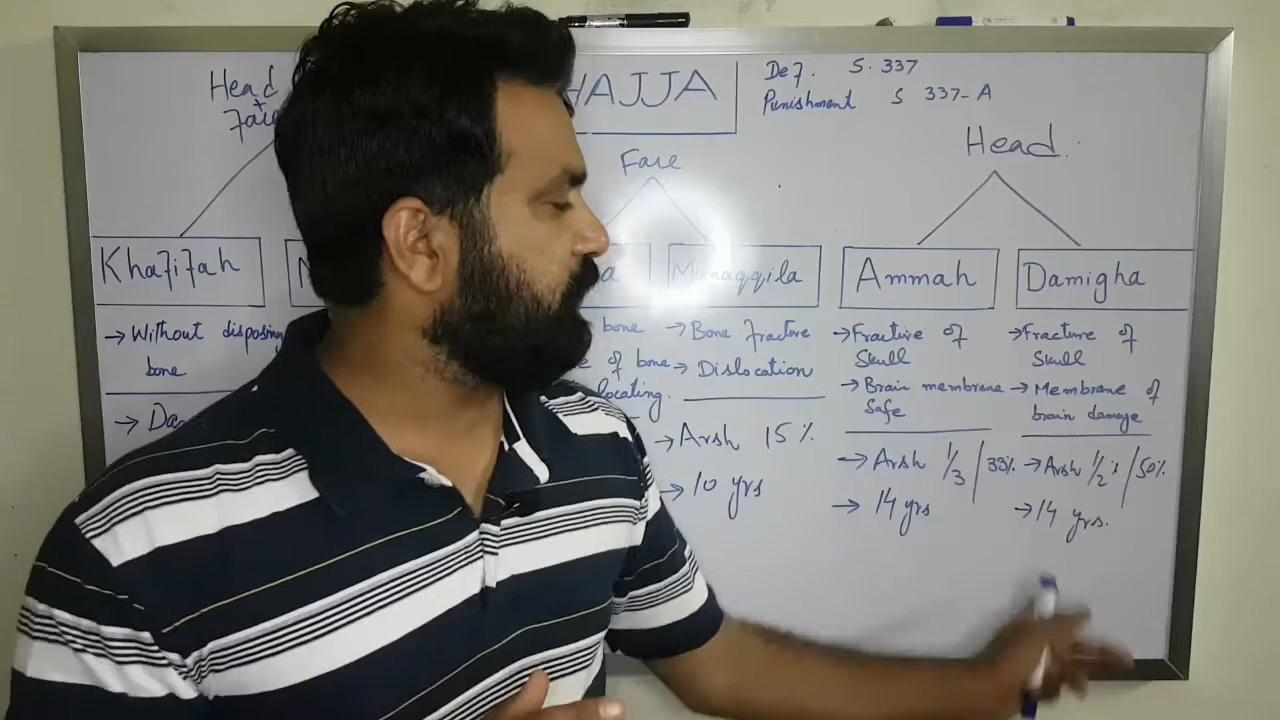 Head
+
Face
HAJJA
Def. S. 337
Punishment S 337-A
Face
Head.
Khafifah
Munaqqila
Ammah
Damigha
→ Without disposing
bone
bone
of bone
locating.
→ Bone fracture
→ Dislocation
→ Arsh 15%
→ 10 yrs
→ Fracture of
Skull
→ Brain membrane
Safe
→ Arsh 1/3 / 33%
→ 14 yrs
→ Fracture of
Skull
→ Membrane of
brain damage
→ Arsh 1/2 % / 50%
→ 14 yrs.